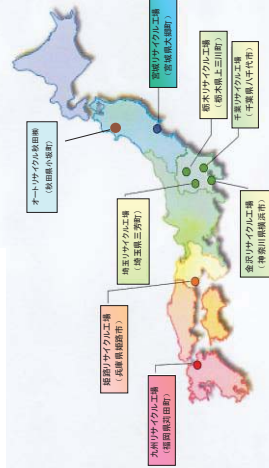 オートリサイクル秋田㈱
（秋田県小坂町）
宮城リサイクル工場
（宮城県大郷町）
栃木リサイクル工場
（栃木県上三川町）
千葉リサイクル工場
（千葉県八千代市）
埼玉リサイクル工場
（埼玉県三芳町）
金沢リサイクル工場
（神奈川県横浜市）
姫路リサイクル工場
（兵庫県姫路市）
九州リサイクル工場
（福岡県苅田町）